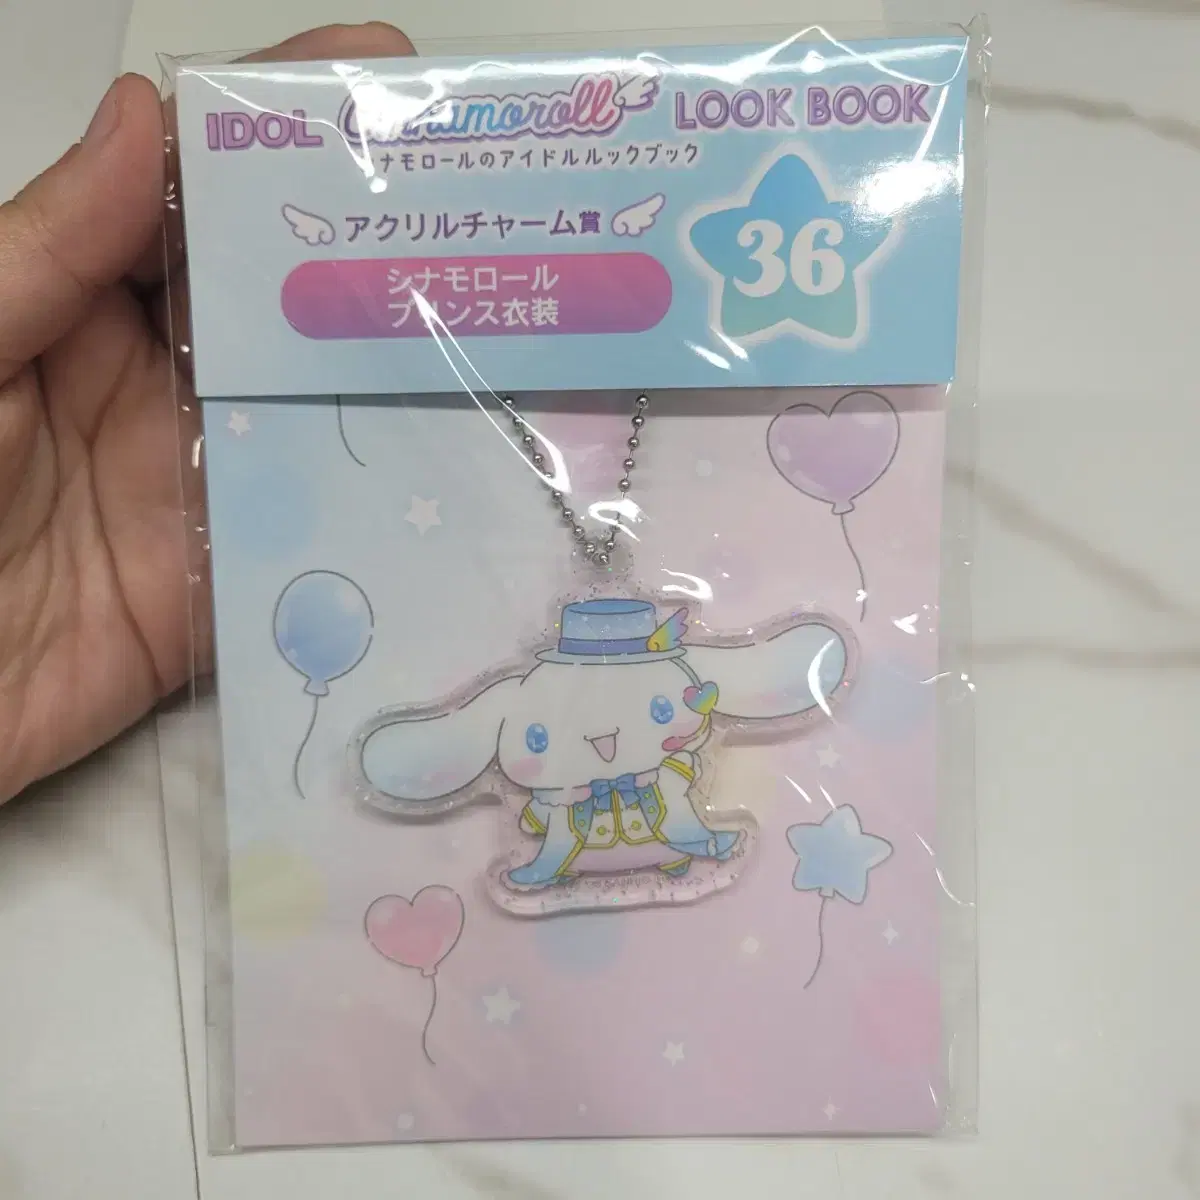 IDOL Cinnamoroll LOOK BOOK
シナモロールのアイドルルックブック
アクリルチャーム賞
36
シナモロール
プリンス衣装